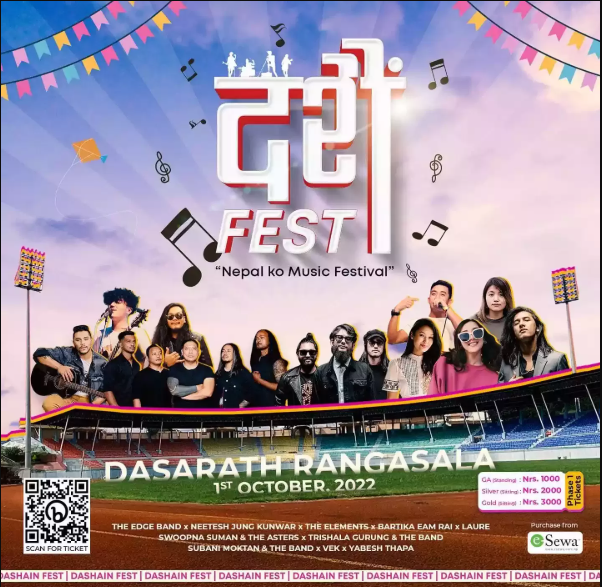 दशैं
FEST
“Nepal ko Music Festival”
DASARATH RANGASALA
1ST OCTOBER, 2022
GA (Standing) : Nrs. 1000
Silver (Sitting) : Nrs. 2000
Gold (Sitting) : Nrs. 3000
Phase 1
Tickets
SCAN FOR TICKET
THE EDGE BAND x NEETESH JUNG KUNWAR x THE ELEMENTS x BARTIKA EAM RAI x LAURE
SWOOPNA SUMAN & THE ASTERS x TRISHALA GURUNG & THE BAND
SUBANI MOKTAN & THE BAND x VEK x YABESH THAPA
Purchase from
eSewa
DASHAIN FEST | DASHAIN FEST | DASHAIN FEST | DASHAIN FEST | DASHAIN FEST | DASHAIN FEST | DASHAIN FEST | DASHAIN FEST | D